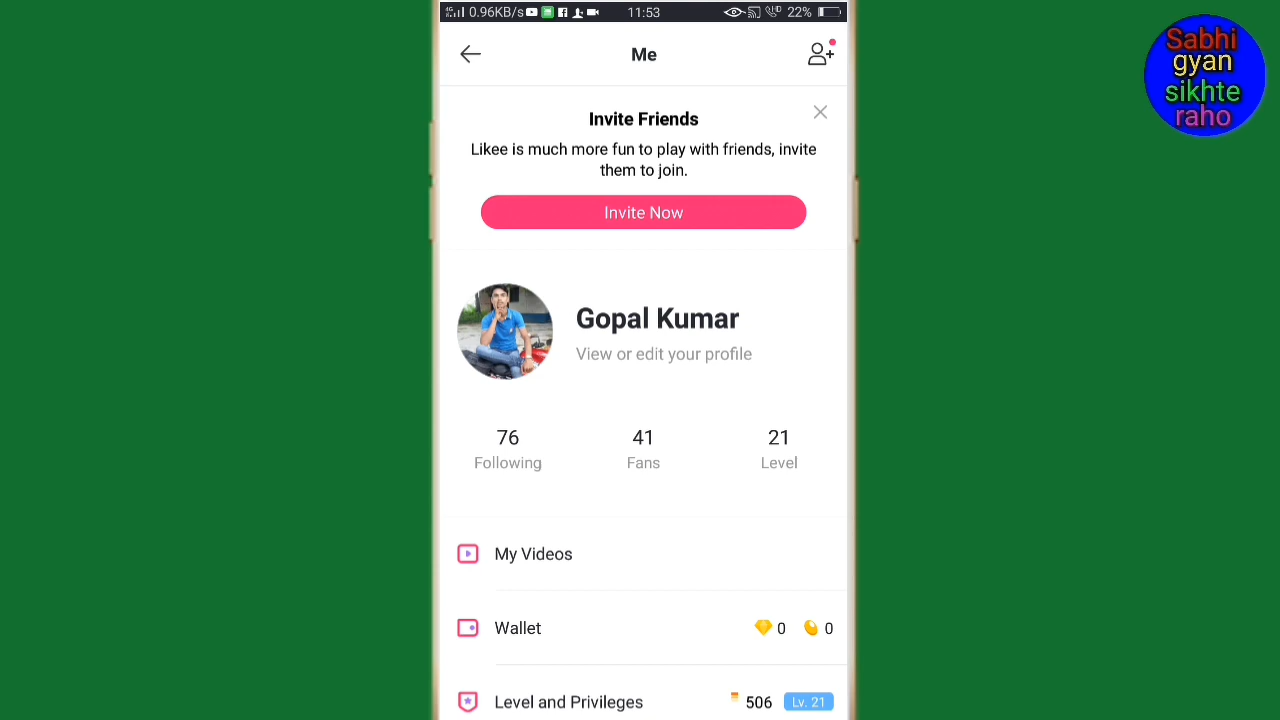 4G 0.96KB/s 11:53 HD 22%
Me
Invite Friends
Likee is much more fun to play with friends, invite
them to join.
Invite Now
Gopal Kumar
View or edit your profile
76 41 21
Following Fans Level
My Videos
Wallet 0 0
Level and Privileges 506 Lv. 21
Sabhi
gyan
sikhte
raho